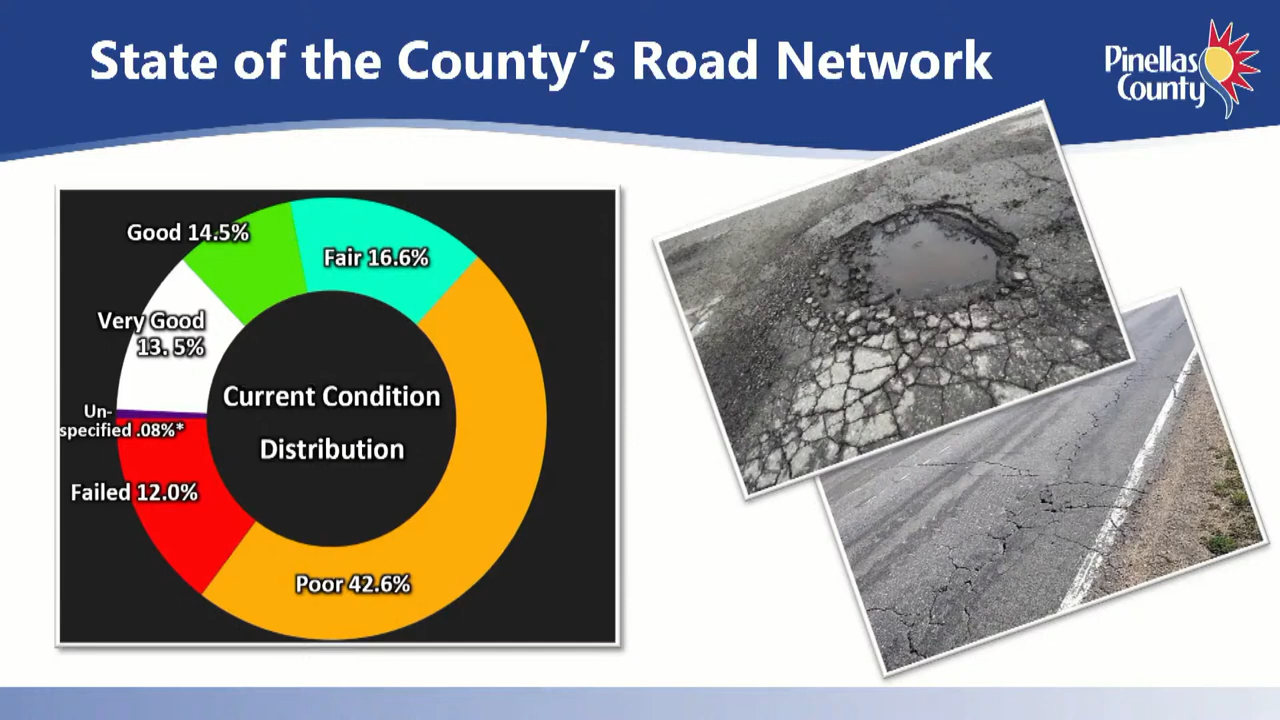 State of the County's Road Network
Pinellas
County
Good 14.5%
Fair 16.6%
Very Good
13. 5%
Un-
specified .08%*
Failed 12.0%
Current Condition
Distribution
Poor 42.6%